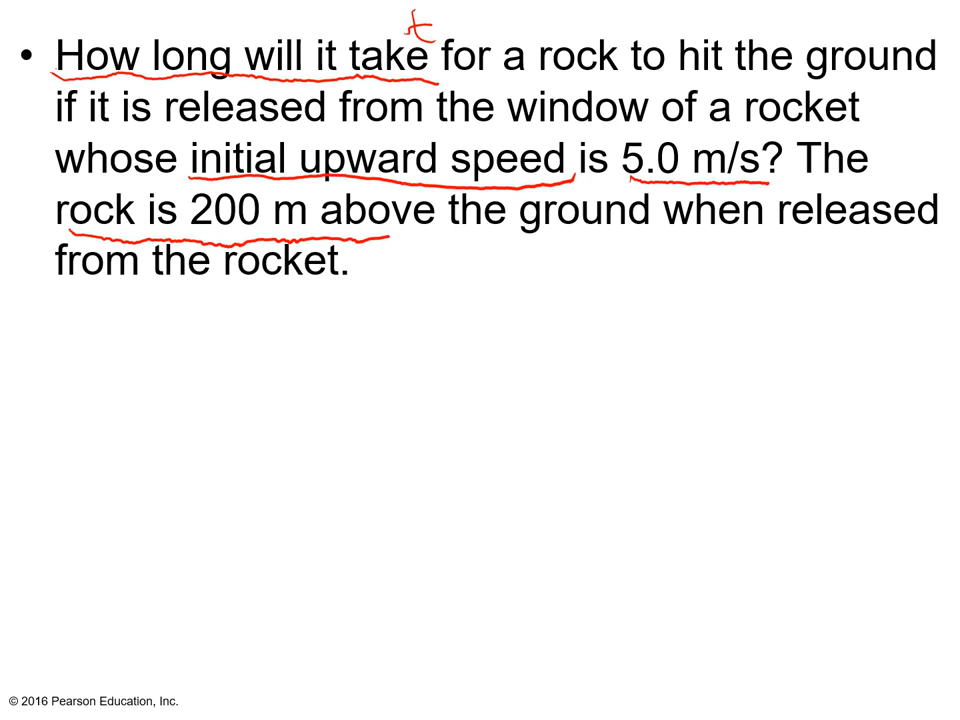 t
• How long will it take for a rock to hit the ground
if it is released from the window of a rocket
whose initial upward speed is 5.0 m/s? The
rock is 200 m above the ground when released
from the rocket.
© 2016 Pearson Education, Inc.